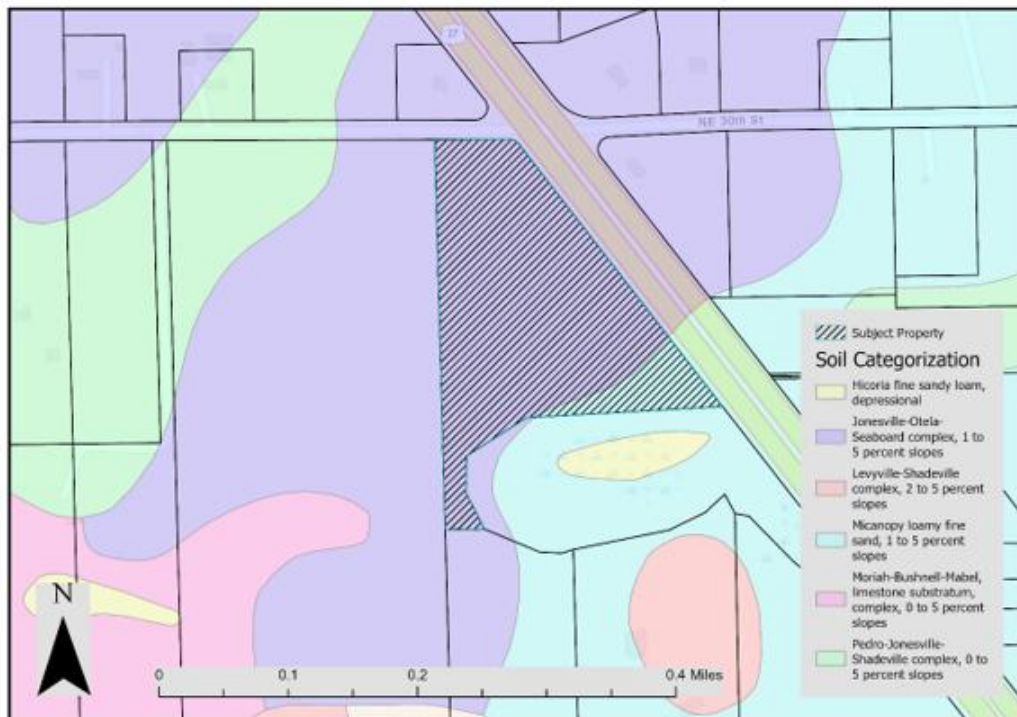 27
NE 30th St
Subject Property
Soil Categorization
Hicoria fine sandy loam,
depressional
Jonesville-Otela-
Seaboard complex, 1 to
5 percent slopes
Levyville-Shadeville
complex, 2 to 5 percent
slopes
Micanopy loamy fine
sand, 1 to 5 percent
slopes
Moriah-Bushnell-Mabel,
limestone substratum,
complex, 0 to 5 percent
slopes
Pedro-Jonesville-
Shadeville complex, 0 to
5 percent slopes
N
0 0.1 0.2 0.4 Miles